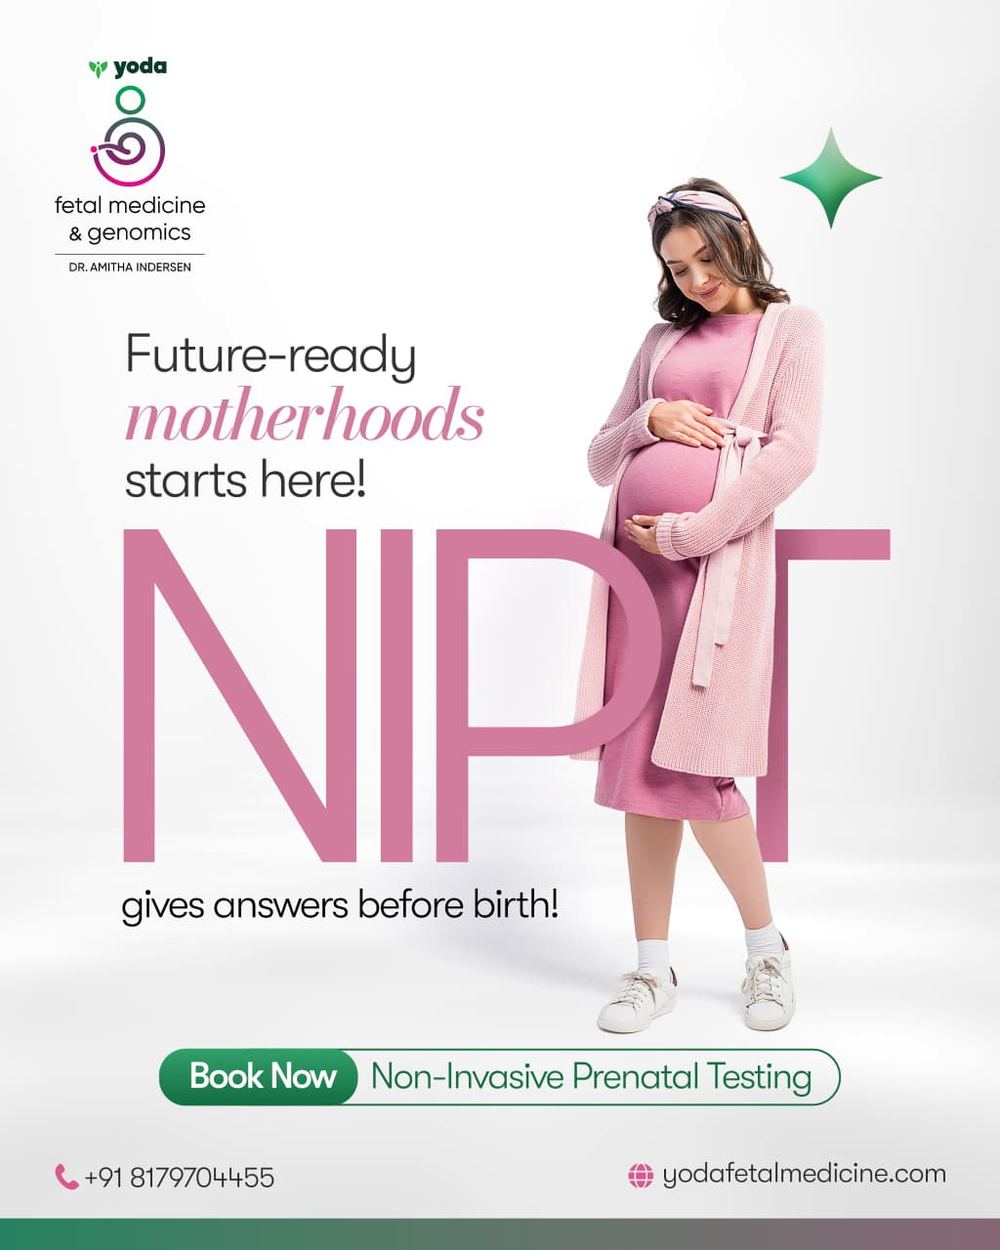 yoda
fetal medicine
& genomics
DR. AMITHA INDERSEN
Future-ready
motherhoods
starts here!
NIPT
gives answers before birth!
Book Now Non-Invasive Prenatal Testing
+91 8179704455 yodafetalmedicine.com